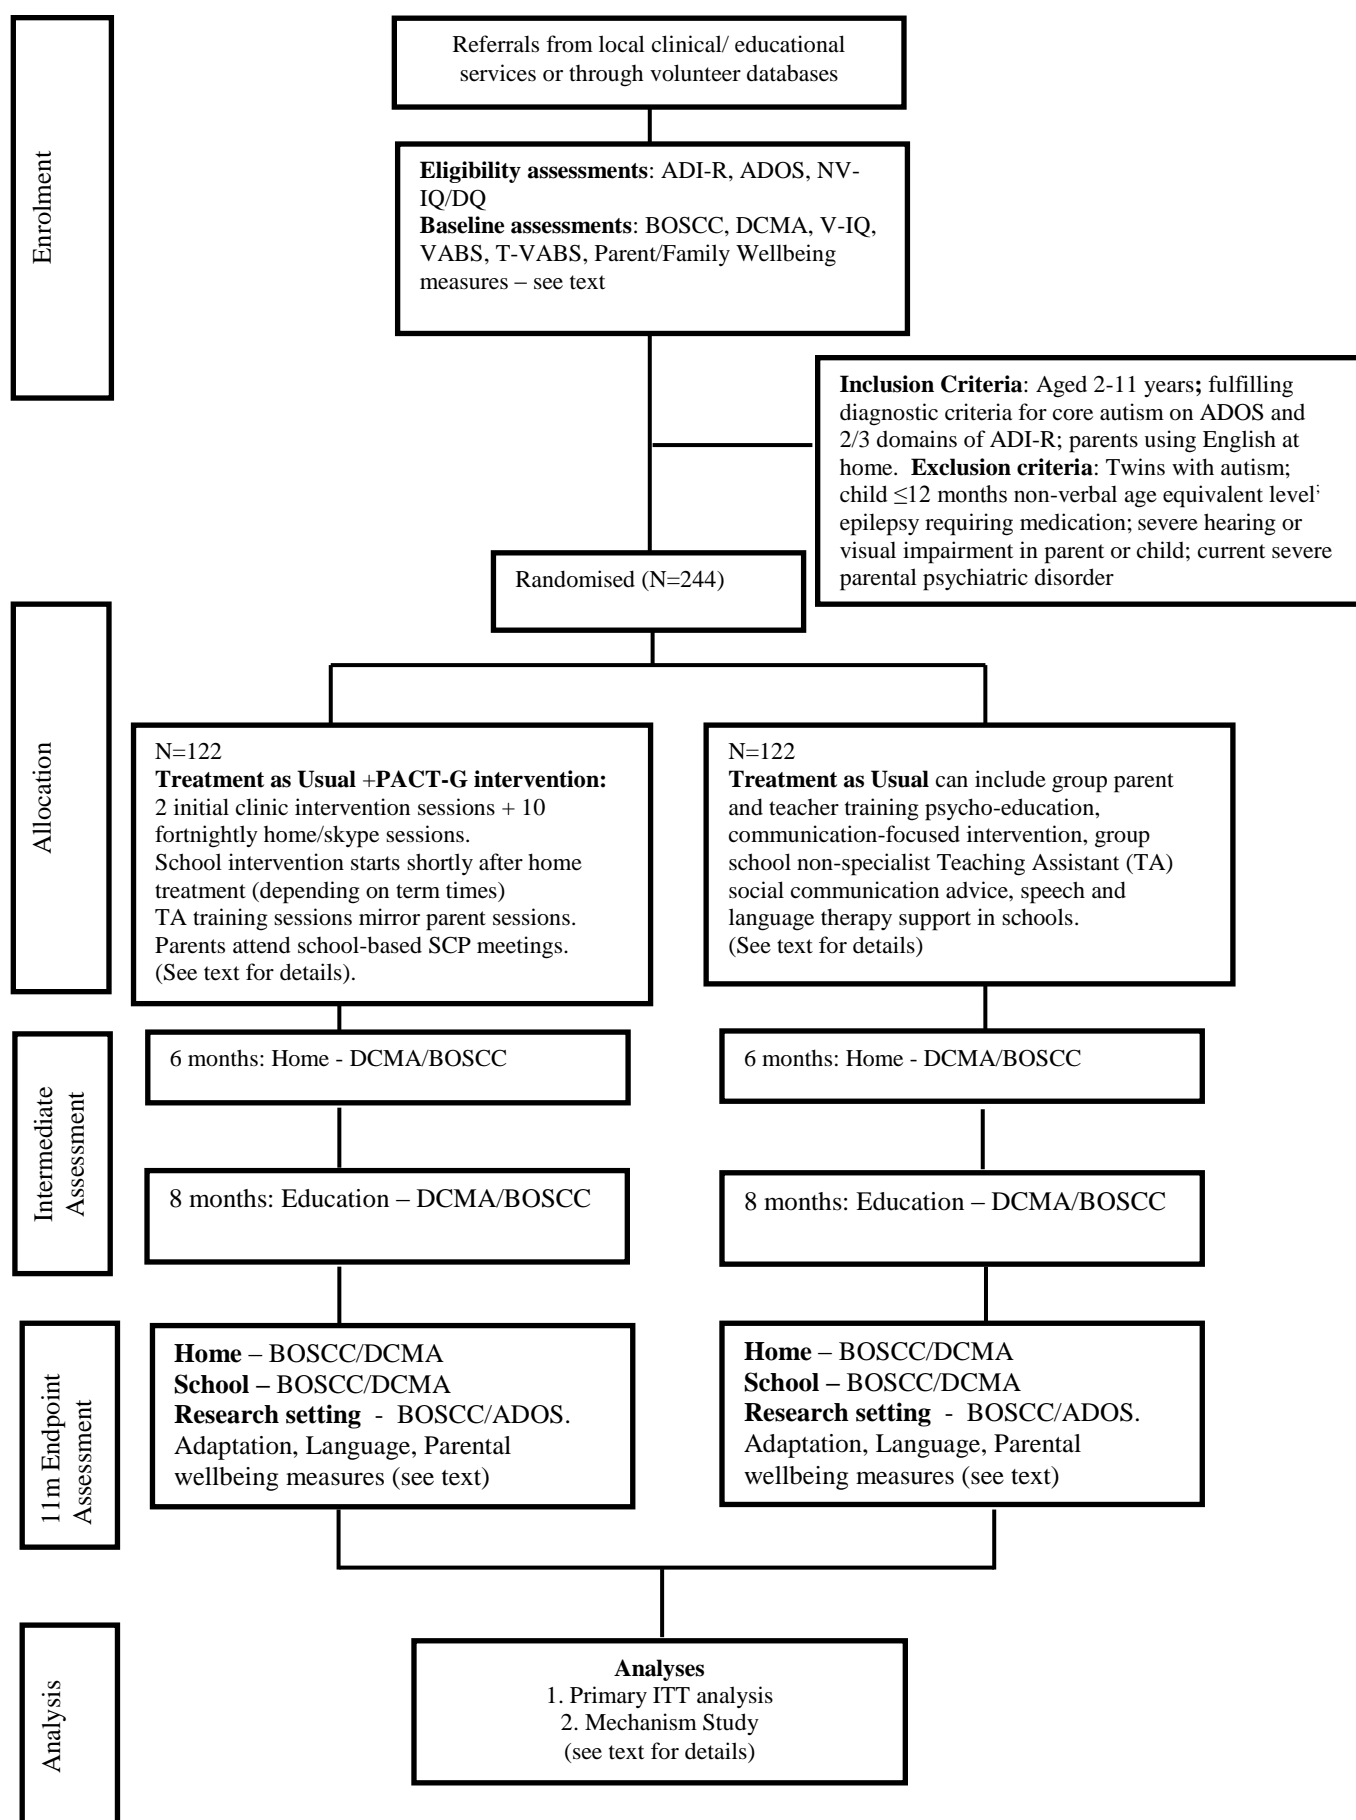 Enrolment
Referrals from local clinical/ educational
services or through volunteer databases
Eligibility assessments: ADI-R, ADOS, NV-
IQ/DQ
Baseline assessments: BOSCC, DCMA, V-IQ,
VABS, T-VABS, Parent/Family Wellbeing
measures – see text
Inclusion Criteria: Aged 2-11 years; fulfilling
diagnostic criteria for core autism on ADOS and
2/3 domains of ADI-R; parents using English at
home. Exclusion criteria: Twins with autism;
child ≤12 months non-verbal age equivalent level;
epilepsy requiring medication; severe hearing or
visual impairment in parent or child; current severe
parental psychiatric disorder
Randomised (N=244)
Allocation
N=122
Treatment as Usual +PACT-G intervention:
2 initial clinic intervention sessions + 10
fortnightly home/skype sessions.
School intervention starts shortly after home
treatment (depending on term times)
TA training sessions mirror parent sessions.
Parents attend school-based SCP meetings.
(See text for details).
N=122
Treatment as Usual can include group parent
and teacher training psycho-education,
communication-focused intervention, group
school non-specialist Teaching Assistant (TA)
social communication advice, speech and
language therapy support in schools.
(See text for details)
Intermediate
Assessment
6 months: Home - DCMA/BOSCC
6 months: Home - DCMA/BOSCC
8 months: Education – DCMA/BOSCC
8 months: Education – DCMA/BOSCC
11m Endpoint
Assessment
Home – BOSCC/DCMA
School – BOSCC/DCMA
Research setting - BOSCC/ADOS.
Adaptation, Language, Parental
wellbeing measures (see text)
Home – BOSCC/DCMA
School – BOSCC/DCMA
Research setting - BOSCC/ADOS.
Adaptation, Language, Parental
wellbeing measures (see text)
Analysis
Analyses
1. Primary ITT analysis
2. Mechanism Study
(see text for details)